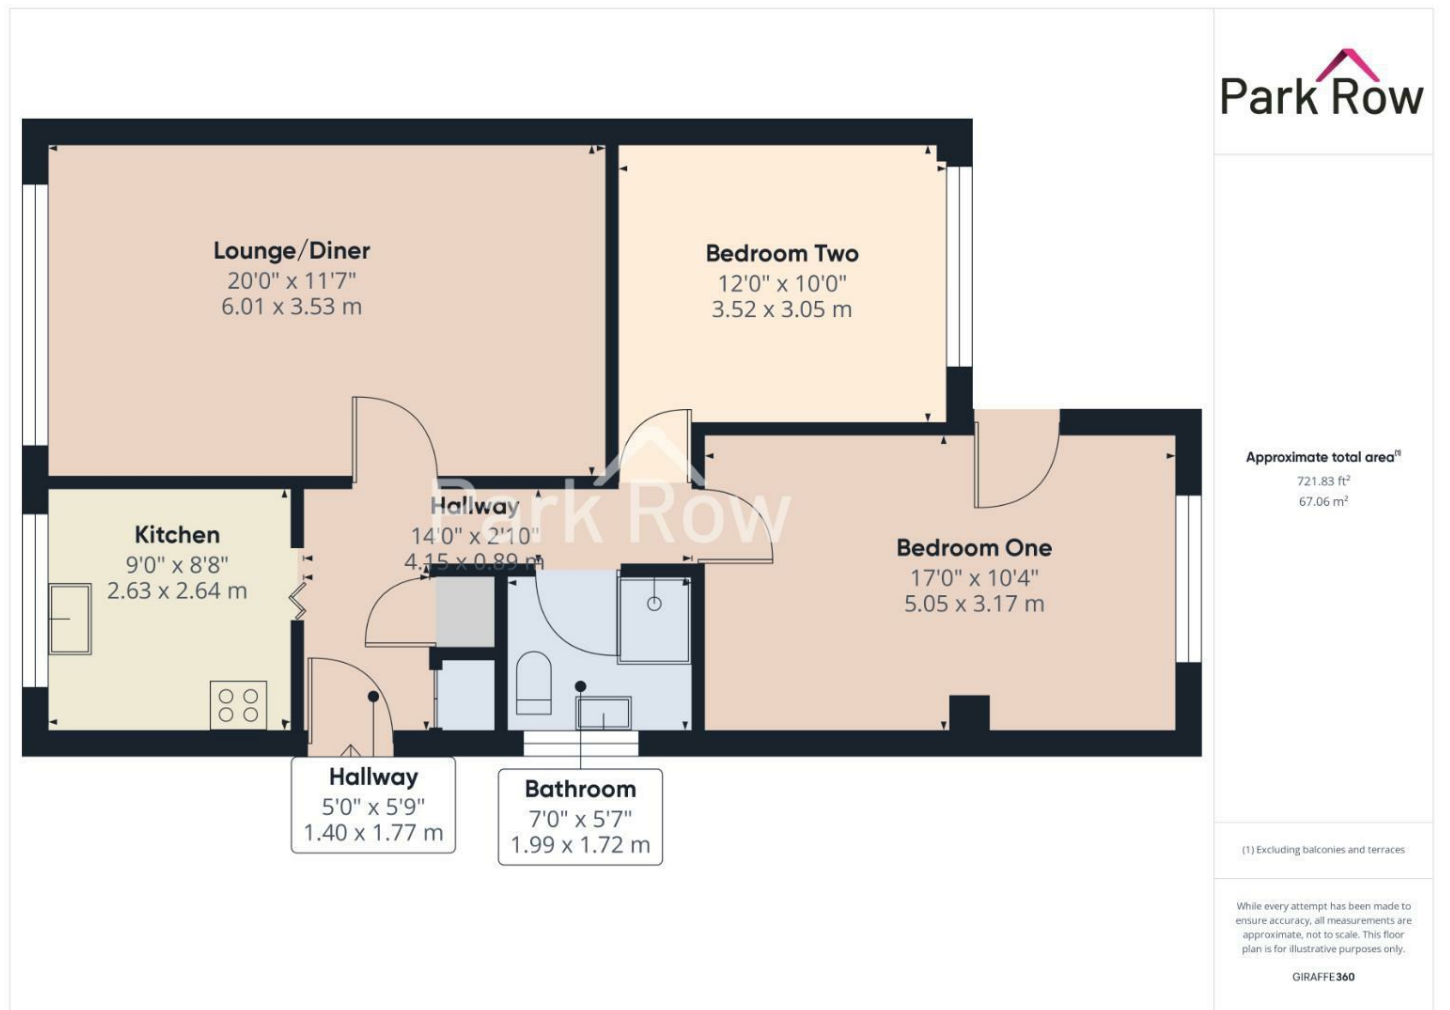 Park Row
Lounge/Diner
20'0" x 11'7"
6.01 x 3.53 m
Bedroom Two
12'0" x 10'0"
3.52 x 3.05 m
Hallway
14'0" x 2'10"
4.15 x 0.89 m
Park Row
Kitchen
9'0" x 8'8"
2.63 x 2.64 m
Bedroom One
17'0" x 10'4"
5.05 x 3.17 m
Hallway
5'0" x 5'9"
1.40 x 1.77 m
Bathroom
7'0" x 5'7"
1.99 x 1.72 m
Approximate total area⁽¹⁾
721.83 ft²
67.06 m²
(1) Excluding balconies and terraces
While every attempt has been made to
ensure accuracy, all measurements are
approximate, not to scale. This floor
plan is for illustrative purposes only.
GIRAFFE360